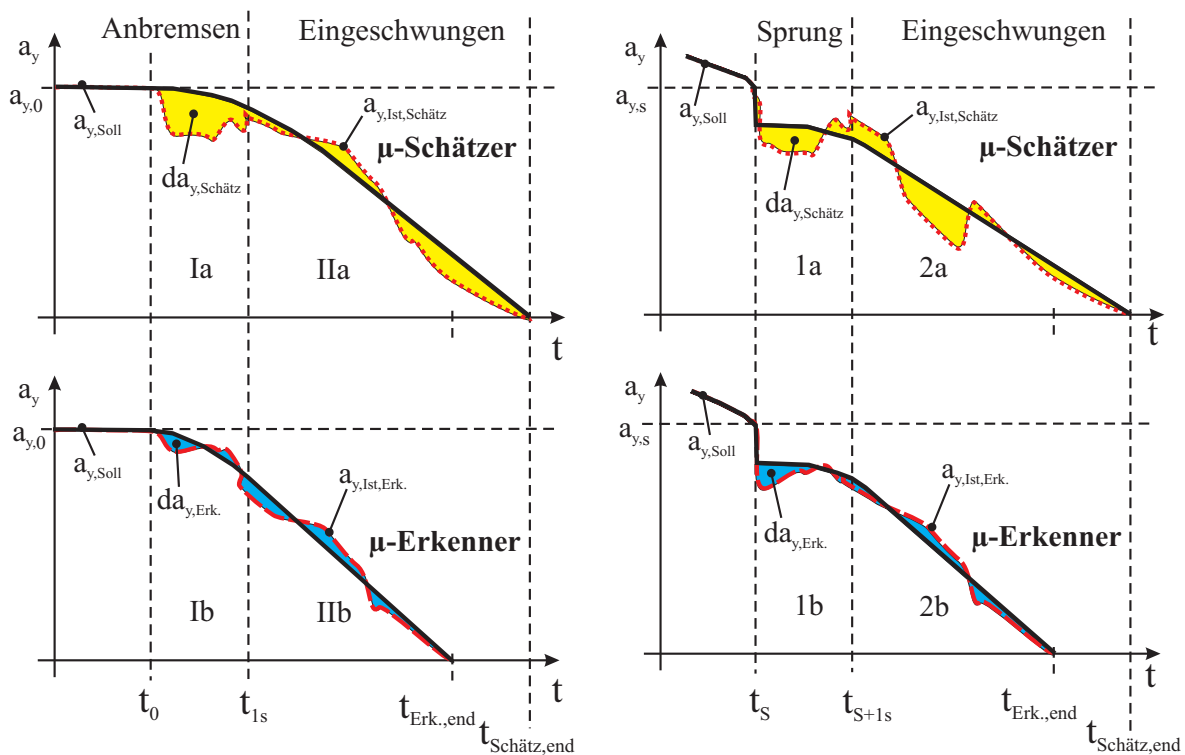 Anbremsen Eingeschwungen
a_y
a_y,0
a_y,Soll
a_y,Ist,Schätz
μ-Schätzer
da_y,Schätz
Ia IIa
t
a_y
a_y,0
a_y,Soll
da_y,Erk.
a_y,Ist,Erk.
μ-Erkenner
Ib IIb
t
t_0 t_1s t_Erk.,end t_Schätz,end
Sprung Eingeschwungen
a_y
a_y,s
a_y,Soll
a_y,Ist,Schätz
μ-Schätzer
da_y,Schätz
1a 2a
t
a_y
a_y,s
a_y,Soll
a_y,Ist,Erk.
da_y,Erk.
μ-Erkenner
1b 2b
t
t_S t_S+1s t_Erk.,end t_Schätz,end